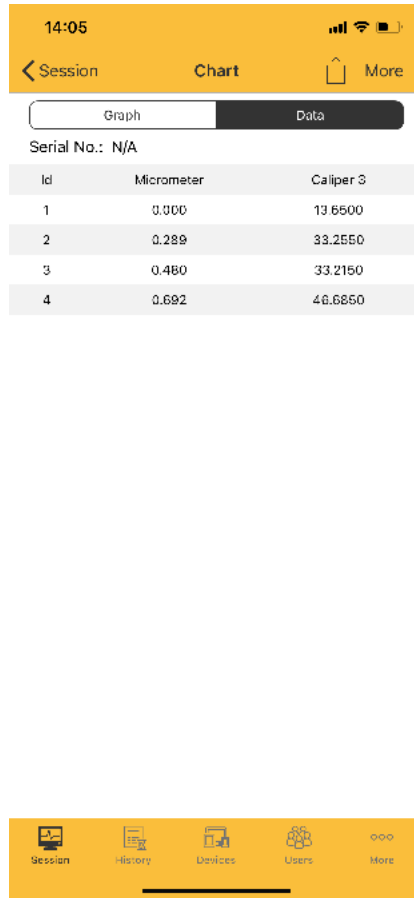 14:05
Session Chart More
Graph Data
Serial No.: N/A
Id Micrometer Caliper 3
1 0.000 13.6500
2 0.289 33.2550
3 0.480 33.2150
4 0.692 46.6850
Session History Devices Users More